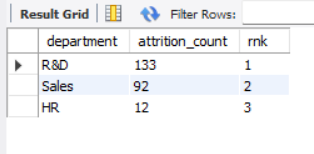 Result Grid Filter Rows:
department attrition_count rnk
R&D 133 1
Sales 92 2
HR 12 3